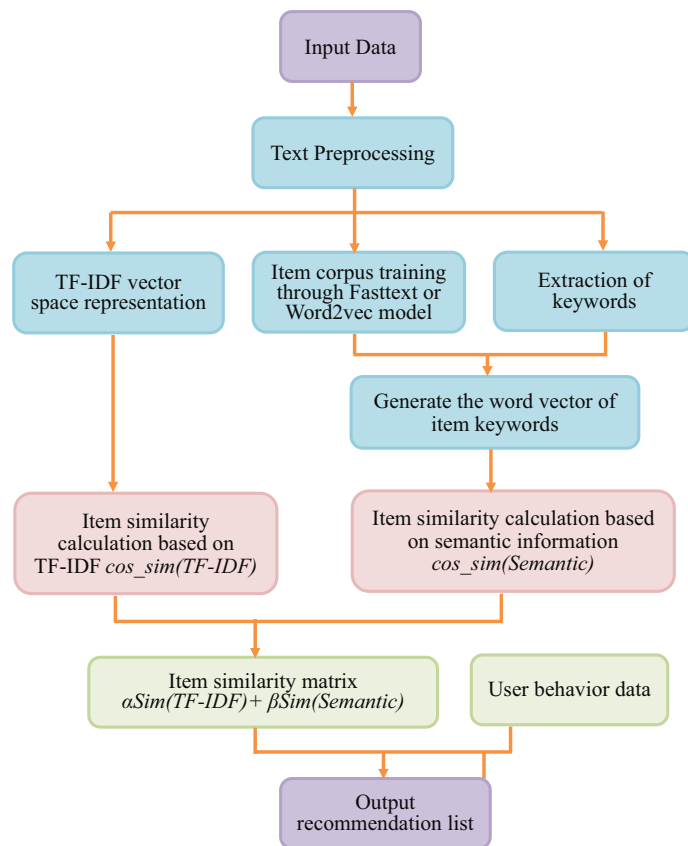 Input Data
Text Preprocessing
TF-IDF vector
space representation
Item corpus training
through Fasttext or
Word2vec model
Extraction of
keywords
Generate the word vector of
item keywords
Item similarity
calculation based on
TF-IDF cos_sim(TF-IDF)
Item similarity calculation based
on semantic information
cos_sim(Semantic)
Item similarity matrix
αSim(TF-IDF)+ βSim(Semantic)
User behavior data
Output
recommendation list